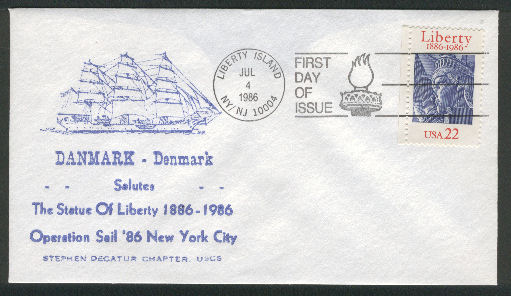 Liberty
1886-1986
USA 22
LIBERTY ISLAND
JUL
4
1986
NY/NJ 10004
FIRST
DAY
OF
ISSUE
DANMARK - Denmark
- - Salutes - -
The Statue Of Liberty 1886-1986
Operation Sail '86 New York City
STEPHEN DECATUR CHAPTER, USCS